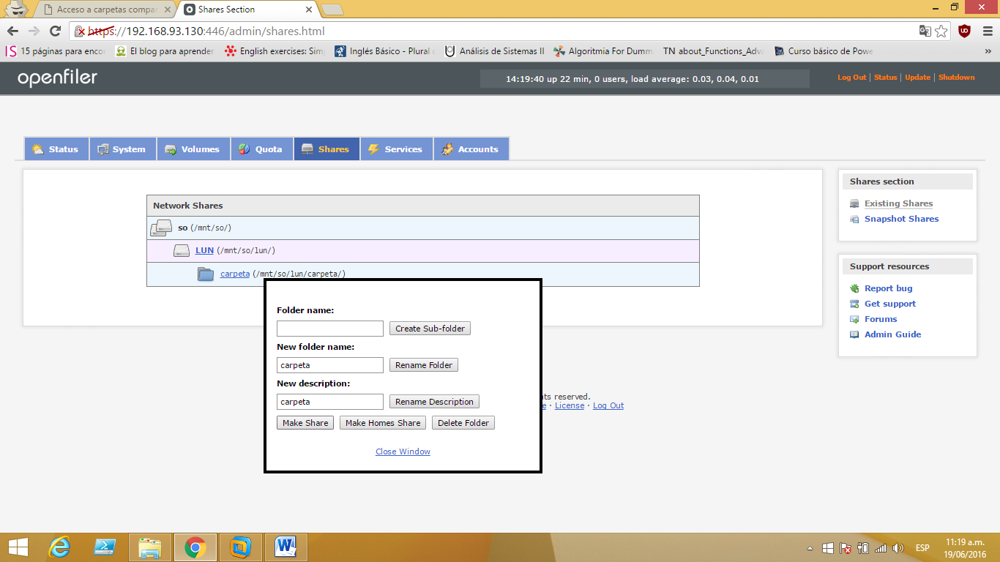 Acceso a carpetas compa
Shares Section
https://192.168.93.130:446/admin/shares.html
15 páginas para enco
El blog para aprender
English exercises: Sim
Inglés Básico - Plural
Análisis de Sistemas II
Algoritmia For Dumm
TN about_Functions_Adv
Curso básico de Powe
»
openfiler
14:19:40 up 22 min, 0 users, load average: 0.03, 0.04, 0.01
Log Out | Status | Update | Shutdown
Status
System
Volumes
Quota
Shares
Services
Accounts
Network Shares
so (/mnt/so/)
LUN (/mnt/so/lun/)
carpeta (/mnt/so/lun/carpeta/)
Shares section
Existing Shares
Snapshot Shares
Support resources
Report bug
Get support
Forums
Admin Guide
Folder name:
Create Sub-folder
New folder name:
carpeta
Rename Folder
New description:
carpeta
Rename Description
Make Share
Make Homes Share
Delete Folder
Close Window
reserved.
· License · Log Out
ESP
11:19 a.m.
19/06/2016